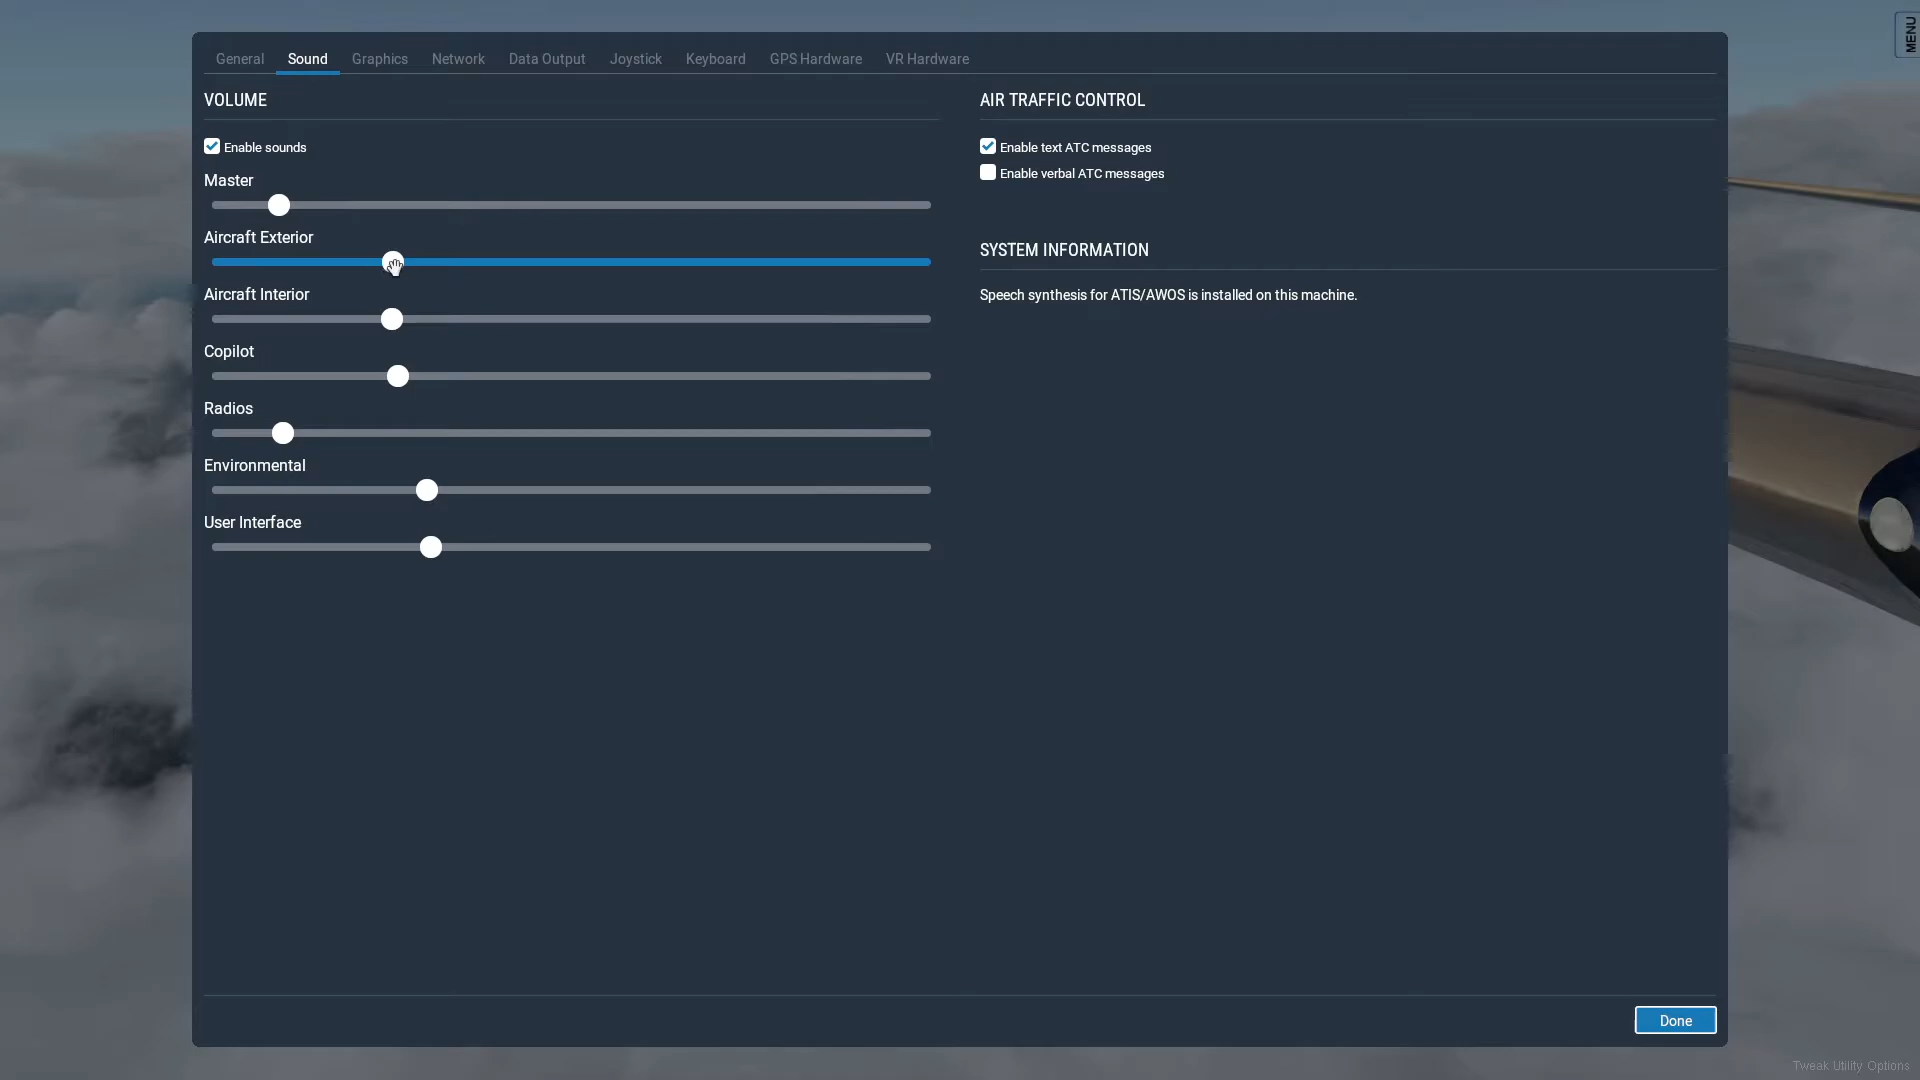 MENU
General Sound Graphics Network Data Output Joystick Keyboard GPS Hardware VR Hardware
VOLUME
Enable sounds
Master
Aircraft Exterior
Aircraft Interior
Copilot
Radios
Environmental
User Interface
AIR TRAFFIC CONTROL
Enable text ATC messages
Enable verbal ATC messages
SYSTEM INFORMATION
Speech synthesis for ATIS/AWOS is installed on this machine.
Done
Tweak Utility Options